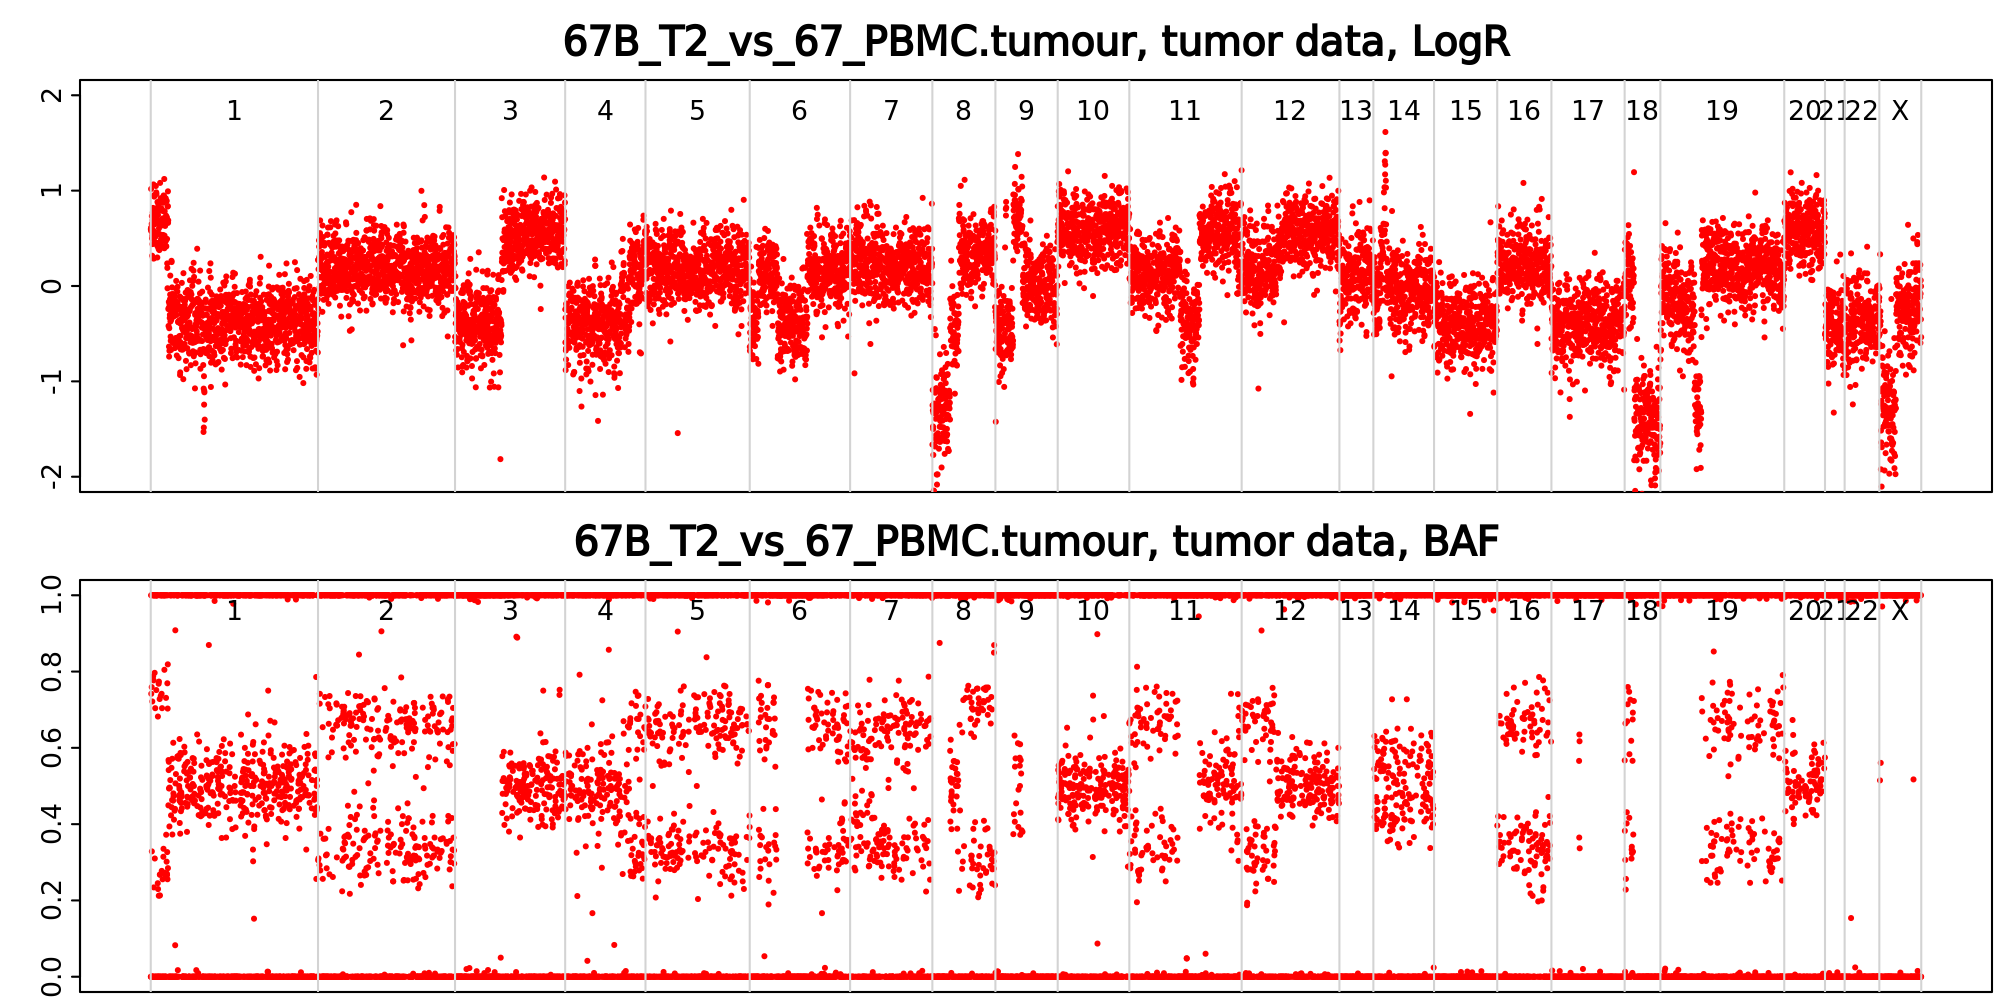 67B_T2_vs_67_PBMC.tumour, tumor data, LogR
1 2 3 4 5 6 7 8 9 10 11 12 13 14 15 16 17 18 19 20 21 22 X
2
1
0
-1
-2
67B_T2_vs_67_PBMC.tumour, tumor data, BAF
1 2 3 4 5 6 7 8 9 10 11 12 13 14 15 16 17 18 19 20 21 22 X
1.0
0.8
0.6
0.4
0.2
0.0